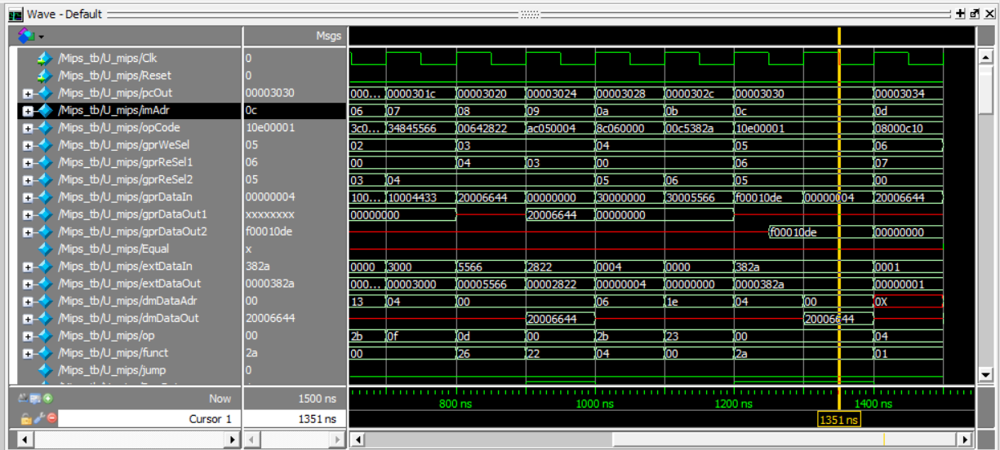 Wave - Default
Msgs
/Mips_tb/U_mips/Clk 0
/Mips_tb/U_mips/Reset 0
/Mips_tb/U_mips/pcOut 00003030 000... 0000301c 00003020 00003024 00003028 0000302c 00003030 00003034
/Mips_tb/U_mips/imAdr 0c 06 07 08 09 0a 0b 0c 0d
/Mips_tb/U_mips/opCode 10e00001 3c0... 34845566 00642822 ac050004 8c060000 00c5382a 10e00001 08000c10
/Mips_tb/U_mips/gprWeSel 05 02 03 04 05 06
/Mips_tb/U_mips/gprReSel1 06 00 04 03 00 06 07
/Mips_tb/U_mips/gprReSel2 05 03 04 05 06 05 00
/Mips_tb/U_mips/gprDataIn 00000004 100... 10004433 20006644 00000000 30000000 30005566 f00010de 00000004 20006644
/Mips_tb/U_mips/gprDataOut1 xxxxxxxx 00000000 20006644 00000000
/Mips_tb/U_mips/gprDataOut2 f00010de f00010de 00000000
/Mips_tb/U_mips/Equal x
/Mips_tb/U_mips/extDataIn 382a 0000 3000 5566 2822 0004 0000 382a 0001
/Mips_tb/U_mips/extDataOut 0000382a 000... 00003000 00005566 00002822 00000004 00000000 0000382a 00000001
/Mips_tb/U_mips/dmDataAdr 00 13 04 00 06 1e 04 00 0X
/Mips_tb/U_mips/dmDataOut 20006644 20006644 20006644
/Mips_tb/U_mips/op 00 2b 0f 0d 00 2b 23 00 04
/Mips_tb/U_mips/funct 2a 00 26 22 04 00 2a 01
/Mips_tb/U_mips/jump 0
Now 1500 ns 800 ns 1000 ns 1200 ns 1400 ns
Cursor 1 1351 ns 1351 ns